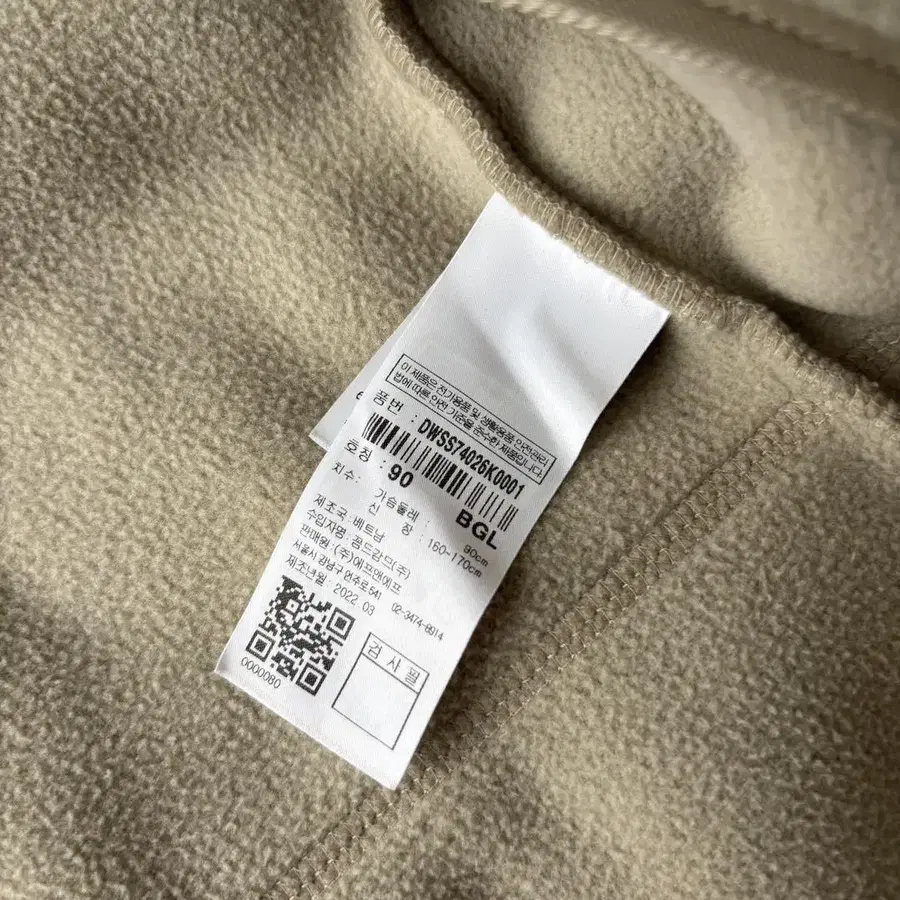 이 제품은 전기용품 및 생활용품 안전관리
법에 따른 안전 기준을 준수한 제품입니다.
품 번 : DWSS74026K0001
호칭 : 90 BGL
치수 : 가슴둘레 : 90cm
신 장 : 160-170cm
제조국 : 베트남
수입자명 : 꼼드감므(주)
판매원 : (주)에프앤에프
서울시 강남구 언주로 541 02-3474-8914
제조년월 : 2022.03
0000080
검 사 필